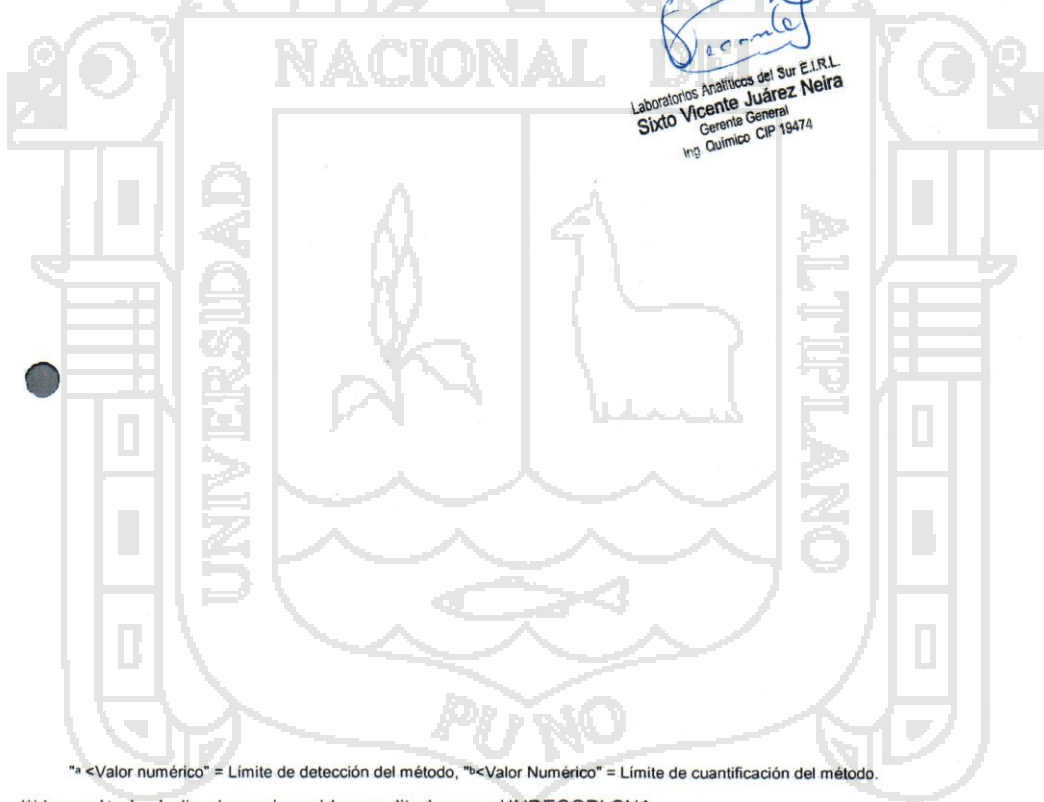 NACIONAL DEL
Laboratorios Analíticos del Sur E.I.R.L.
Sixto Vicente Juárez Neira
Gerente General
Ing. Químico CIP 19474
UNIVERSIDAD
ALTIPLANO
PUNO
"a <Valor numérico" = Límite de detección del método, "b<Valor Numérico" = Límite de cuantificación del método.